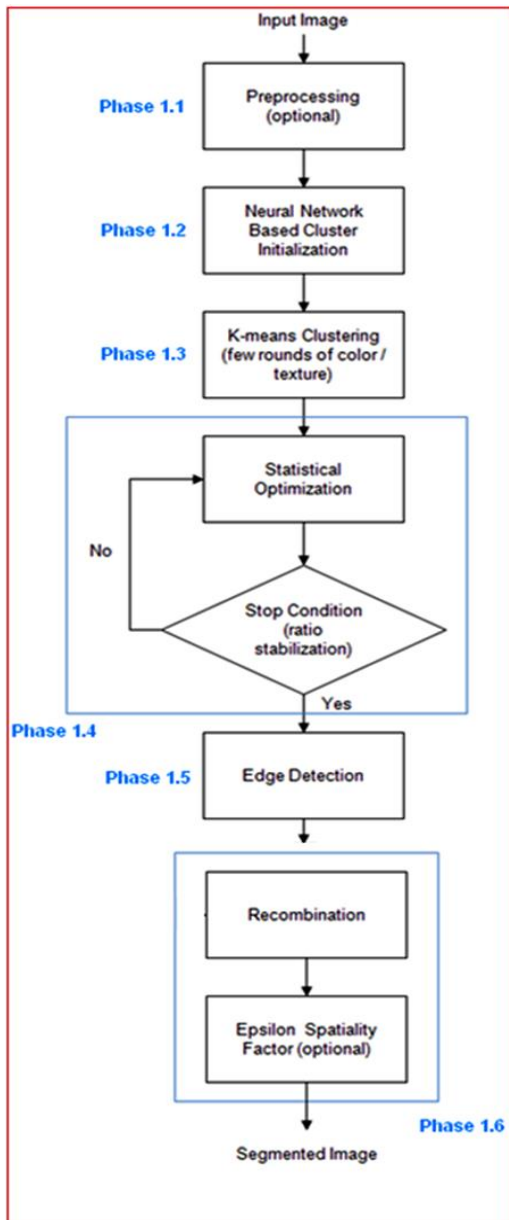 Input Image
Phase 1.1
Preprocessing
(optional)
Phase 1.2
Neural Network
Based Cluster
Initialization
Phase 1.3
K-means Clustering
(few rounds of color /
texture)
Statistical
Optimization
No
Stop Condition
(ratio
stabilization)
Yes
Phase 1.4
Phase 1.5
Edge Detection
Recombination
Epsilon Spatiality
Factor (optional)
Phase 1.6
Segmented Image